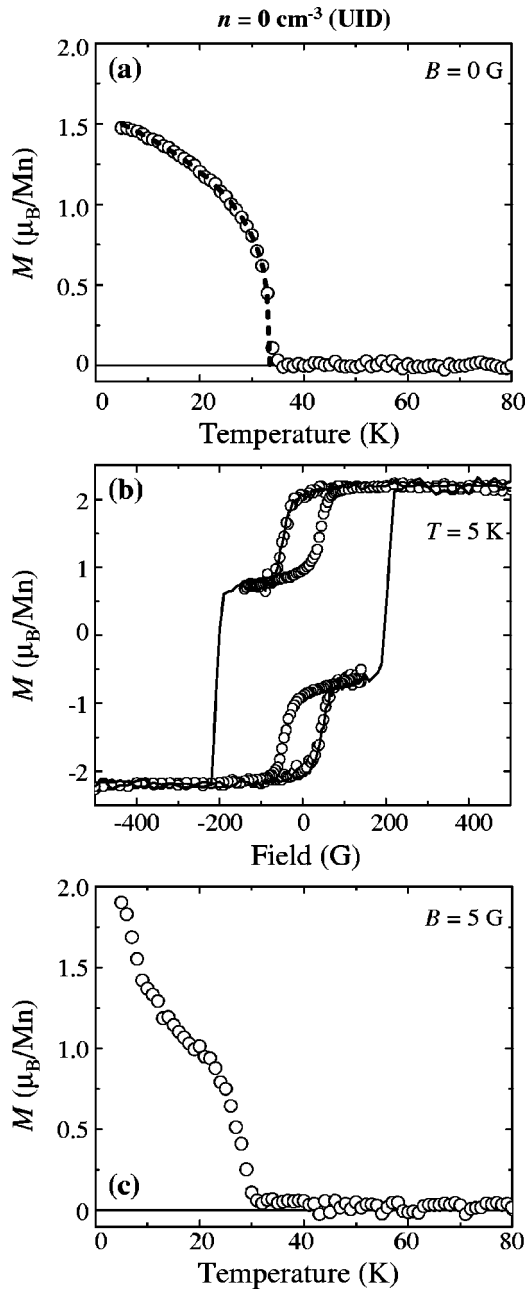 n = 0 cm⁻³ (UID)
(a)
B = 0 G
2.0
1.5
1.0
0.5
0
M (μB/Mn)
0 20 40 60 80
Temperature (K)
(b)
T = 5 K
2
1
0
-1
-2
M (μB/Mn)
-400 -200 0 200 400
Field (G)
B = 5 G
2.0
1.5
1.0
0.5
0
M (μB/Mn)
(c)
0 20 40 60 80
Temperature (K)